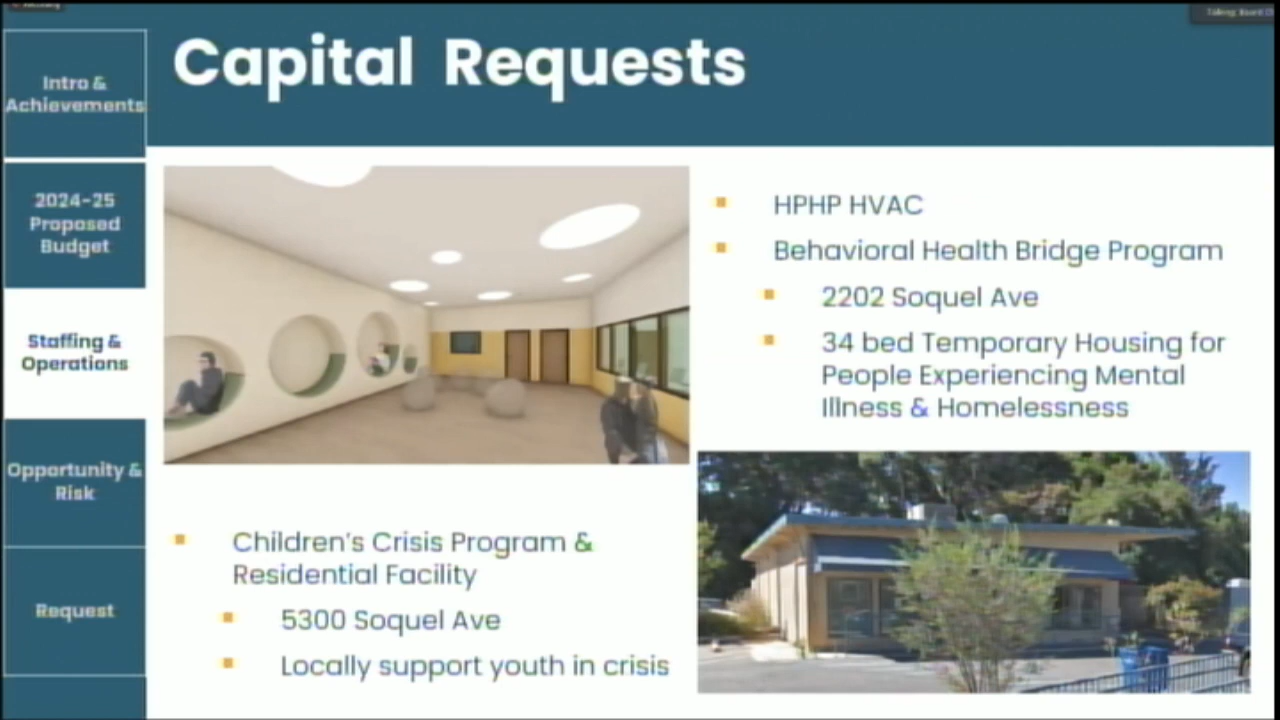 Capital Requests
Intro &
Achievements
2024-25
Proposed
Budget
Staffing &
Operations
Opportunity &
Risk
Request
HPHP HVAC
Behavioral Health Bridge Program
2202 Soquel Ave
34 bed Temporary Housing for
People Experiencing Mental
Illness & Homelessness
Children's Crisis Program &
Residential Facility
5300 Soquel Ave
Locally support youth in crisis